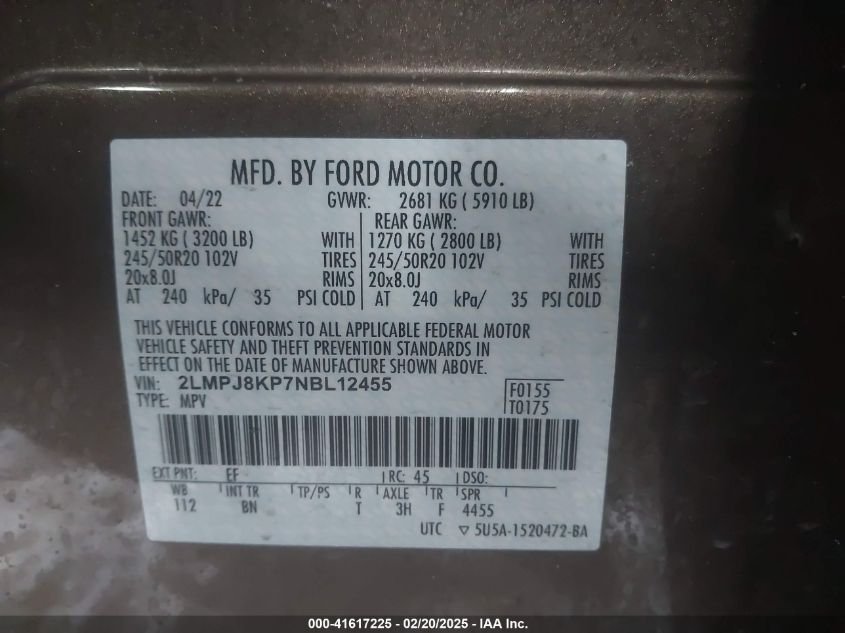 MFD. BY FORD MOTOR CO.
DATE: 04/22 GVWR: 2681 KG ( 5910 LB)
FRONT GAWR: REAR GAWR:
1452 KG ( 3200 LB) WITH 1270 KG ( 2800 LB) WITH
245/50R20 102V TIRES 245/50R20 102V TIRES
20x8.0J RIMS 20x8.0J RIMS
AT 240 kPa/ 35 PSI COLD AT 240 kPa/ 35 PSI COLD
THIS VEHICLE CONFORMS TO ALL APPLICABLE FEDERAL MOTOR
VEHICLE SAFETY AND THEFT PREVENTION STANDARDS IN
EFFECT ON THE DATE OF MANUFACTURE SHOWN ABOVE.
VIN: 2LMPJ8KP7NBL12455 F0155
TYPE: MPV T0175
EXT PNT: EF RC: 45 DSO:
WB INT TR TP/PS R AXLE TR SPR
112 BN T 3H F 4455
UTC ▽ 5U5A-1520472-BA
000-41617225 - 02/20/2025 - IAA Inc.